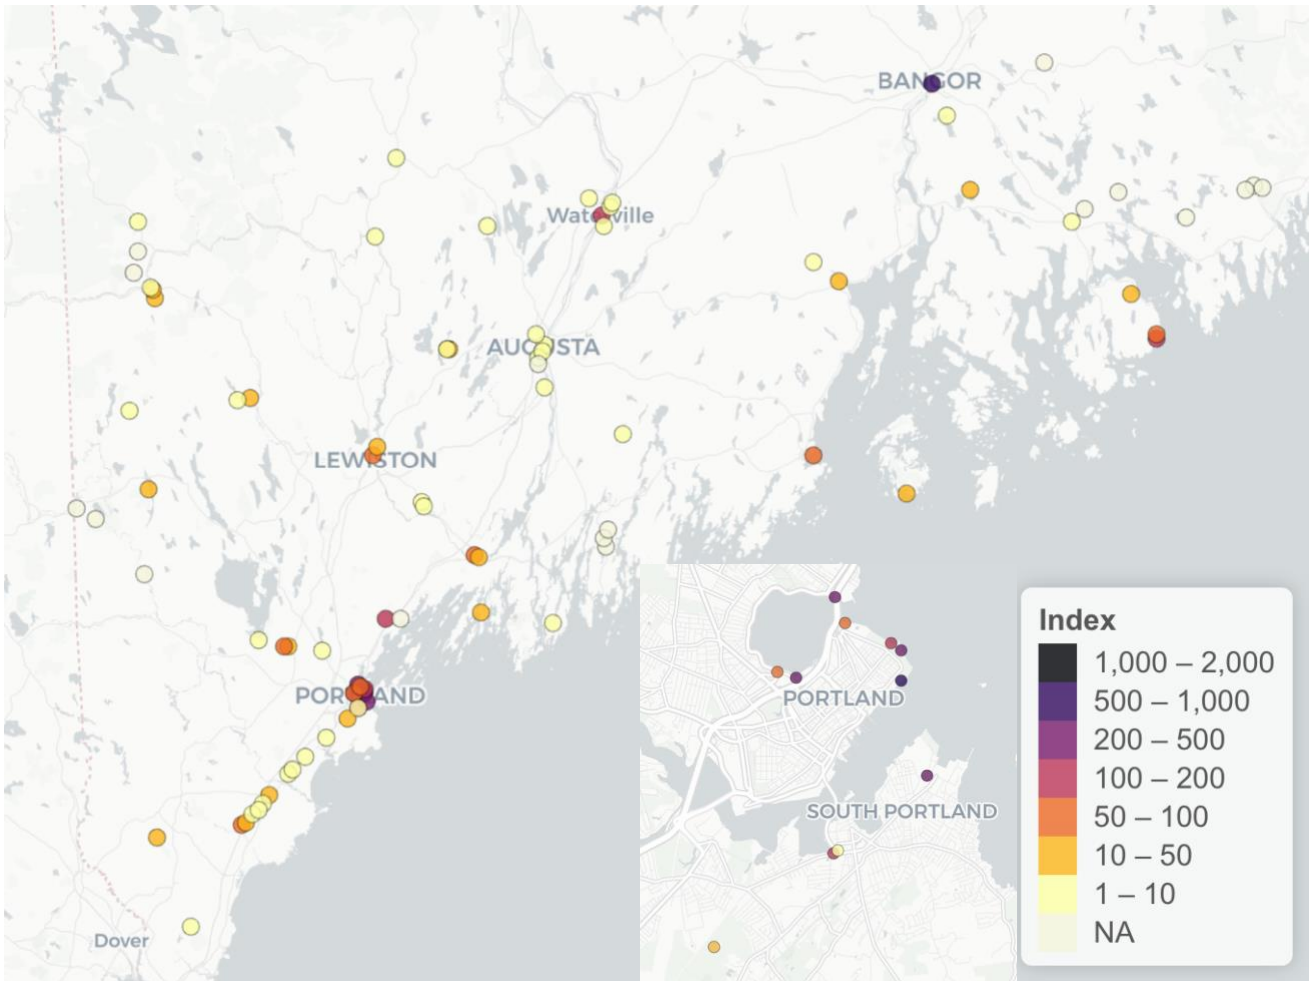 BANGOR
Waterville
AUGUSTA
LEWISTON
PORTLAND
Dover
PORTLAND
SOUTH PORTLAND
Index
1,000 – 2,000
500 – 1,000
200 – 500
100 – 200
50 – 100
10 – 50
1 – 10
NA